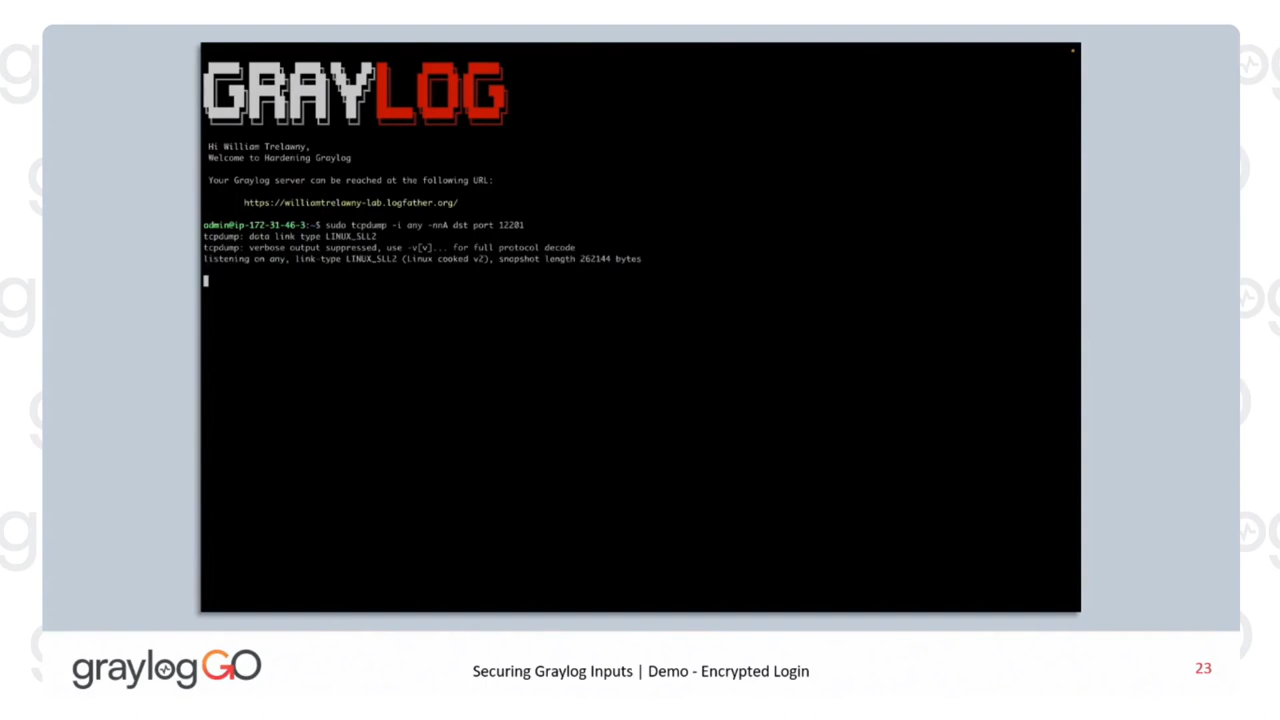 GRAYLOG
Hi William Trelawny,
Welcome to Hardening Graylog
Your Graylog server can be reached at the following URL:
https://williamtrelawny-lab.logfather.org/
admin@ip-172-31-46-3:~$ sudo tcpdump -i any -nnA dst port 12201
tcpdump: data link type LINUX_SLL2
tcpdump: verbose output suppressed, use -v[v]... for full protocol decode
listening on any, link-type LINUX_SLL2 (Linux cooked v2), snapshot length 262144 bytes
graylogGO
Securing Graylog Inputs | Demo - Encrypted Login
23